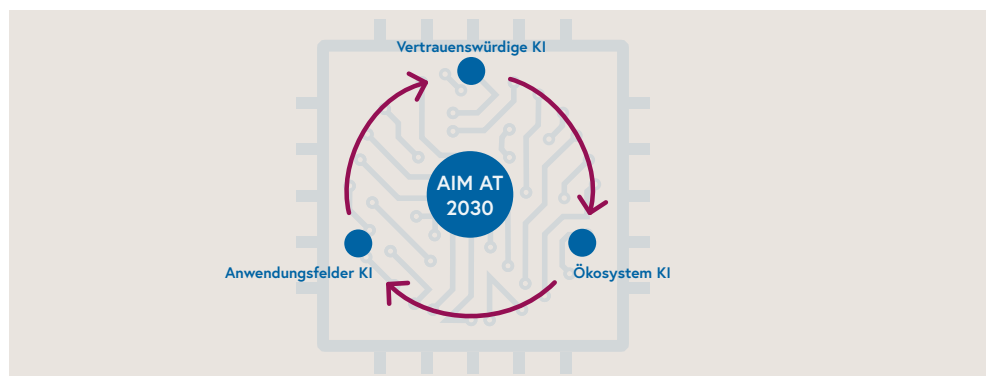 Vertrauenswürdige KI
AIM AT
2030
Anwendungsfelder KI
Ökosystem KI